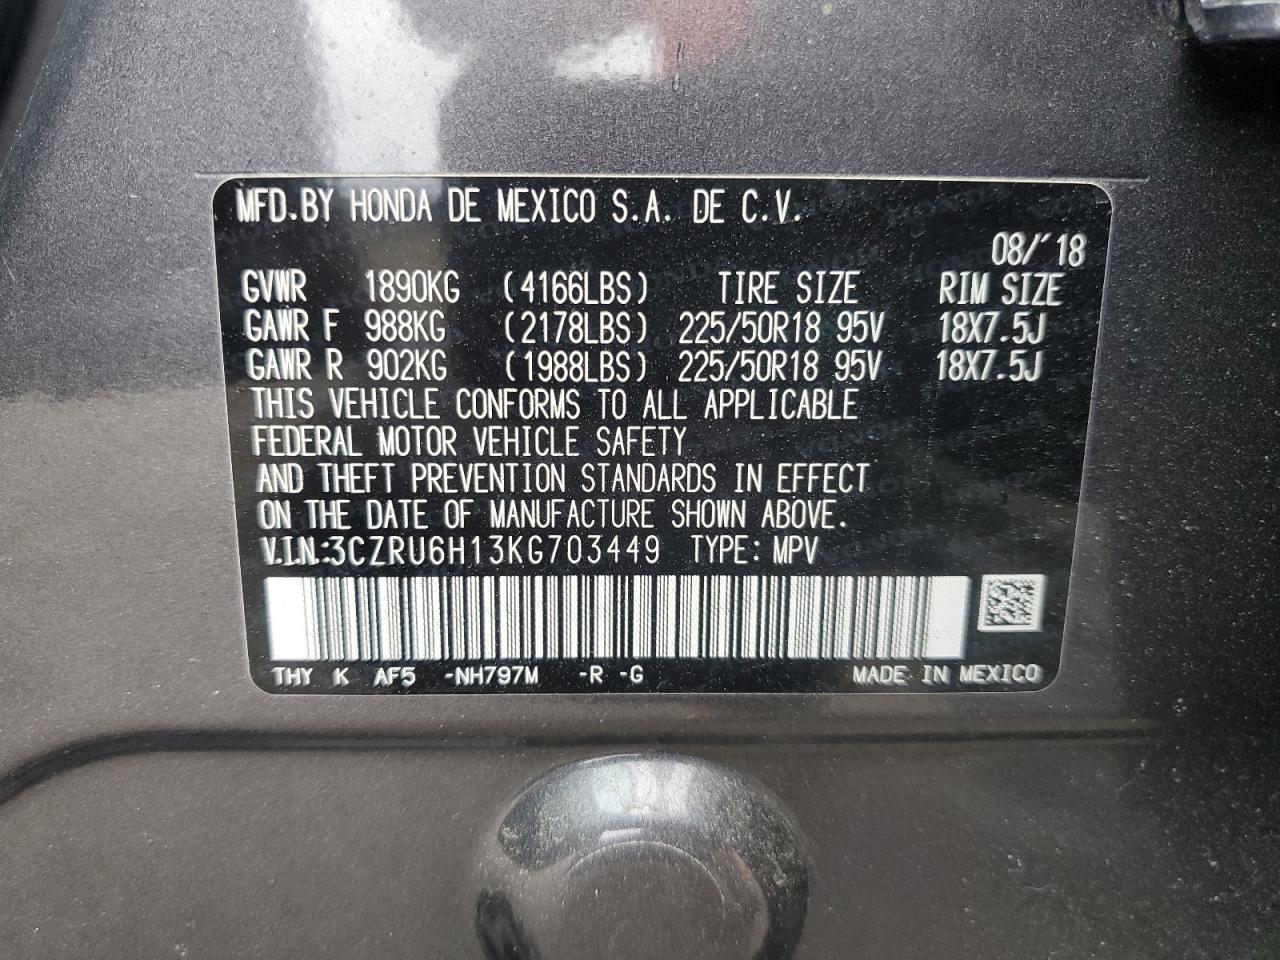 MFD.BY HONDA DE MEXICO S.A. DE C.V.
08/'18
GVWR 1890KG (4166LBS) TIRE SIZE RIM SIZE
GAWR F 988KG (2178LBS) 225/50R18 95V 18X7.5J
GAWR R 902KG (1988LBS) 225/50R18 95V 18X7.5J
THIS VEHICLE CONFORMS TO ALL APPLICABLE
FEDERAL MOTOR VEHICLE SAFETY
AND THEFT PREVENTION STANDARDS IN EFFECT
ON THE DATE OF MANUFACTURE SHOWN ABOVE.
V.I.N.:3CZRU6H13KG703449 TYPE: MPV
THY K AF5 -NH797M -R -G MADE IN MEXICO